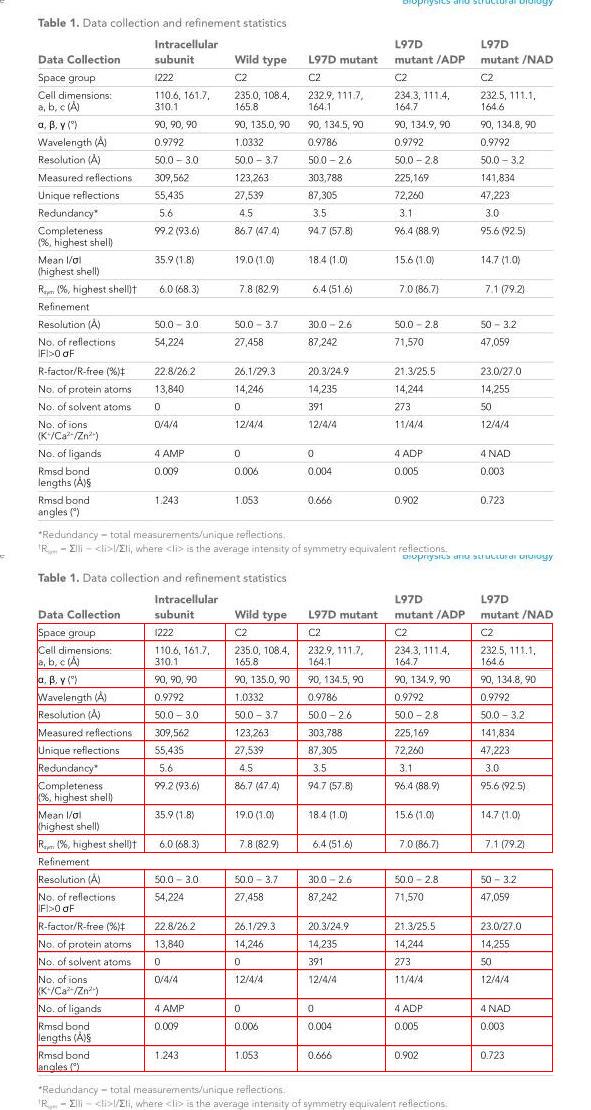 Biophysics and structural biology
Table 1. Data collection and refinement statistics
Data Collection Intracellular subunit Wild type L97D mutant L97D mutant /ADP L97D mutant /NAD
Space group I222 C2 C2 C2 C2
Cell dimensions: 110.6, 161.7, 235.0, 108.4, 232.9, 111.7, 234.3, 111.4, 232.5, 111.1,
a, b, c (Å) 310.1 165.8 164.1 164.7 164.6
α, β, γ (°) 90, 90, 90 90, 135.0, 90 90, 134.5, 90 90, 134.9, 90 90, 134.8, 90
Wavelength (Å) 0.9792 1.0332 0.9786 0.9792 0.9792
Resolution (Å) 50.0 – 3.0 50.0 – 3.7 50.0 – 2.6 50.0 – 2.8 50.0 – 3.2
Measured reflections 309,562 123,263 303,788 225,169 141,834
Unique reflections 55,435 27,539 87,305 72,260 47,223
Redundancy* 5.6 4.5 3.5 3.1 3.0
Completeness 99.2 (93.6) 86.7 (47.4) 94.7 (57.8) 96.4 (88.9) 95.6 (92.5)
(%, highest shell)
Mean I/σI 35.9 (1.8) 19.0 (1.0) 18.4 (1.0) 15.6 (1.0) 14.7 (1.0)
(highest shell)
Rsym (%, highest shell)† 6.0 (68.3) 7.8 (82.9) 6.4 (51.6) 7.0 (86.7) 7.1 (79.2)
Refinement
Resolution (Å) 50.0 – 3.0 50.0 – 3.7 30.0 – 2.6 50.0 – 2.8 50 – 3.2
No. of reflections 54,224 27,458 87,242 71,570 47,059
|F|>0 σF
R-factor/R-free (%)‡ 22.8/26.2 26.1/29.3 20.3/24.9 21.3/25.5 23.0/27.0
No. of protein atoms 13,840 14,246 14,235 14,244 14,255
No. of solvent atoms 0 0 391 273 50
No. of ions 0/4/4 12/4/4 12/4/4 11/4/4 12/4/4
(K⁺/Ca²⁺/Zn²⁺)
No. of ligands 4 AMP 0 0 4 ADP 4 NAD
Rmsd bond 0.009 0.006 0.004 0.005 0.003
lengths (Å)§
Rmsd bond 1.243 1.053 0.666 0.902 0.723
angles (°)
*Redundancy = total measurements/unique reflections.
†Rsym = Σ|Ii − <Ii>|/ΣIi, where <Ii> is the average intensity of symmetry equivalent reflections.
Biophysics and structural biology
Table 1. Data collection and refinement statistics
Data Collection Intracellular subunit Wild type L97D mutant L97D mutant /ADP L97D mutant /NAD
Space group I222 C2 C2 C2 C2
Cell dimensions: 110.6, 161.7, 235.0, 108.4, 232.9, 111.7, 234.3, 111.4, 232.5, 111.1,
a, b, c (Å) 310.1 165.8 164.1 164.7 164.6
α, β, γ (°) 90, 90, 90 90, 135.0, 90 90, 134.5, 90 90, 134.9, 90 90, 134.8, 90
Wavelength (Å) 0.9792 1.0332 0.9786 0.9792 0.9792
Resolution (Å) 50.0 – 3.0 50.0 – 3.7 50.0 – 2.6 50.0 – 2.8 50.0 – 3.2
Measured reflections 309,562 123,263 303,788 225,169 141,834
Unique reflections 55,435 27,539 87,305 72,260 47,223
Redundancy* 5.6 4.5 3.5 3.1 3.0
Completeness 99.2 (93.6) 86.7 (47.4) 94.7 (57.8) 96.4 (88.9) 95.6 (92.5)
(%, highest shell)
Mean I/σI 35.9 (1.8) 19.0 (1.0) 18.4 (1.0) 15.6 (1.0) 14.7 (1.0)
(highest shell)
Rsym (%, highest shell)† 6.0 (68.3) 7.8 (82.9) 6.4 (51.6) 7.0 (86.7) 7.1 (79.2)
Refinement
Resolution (Å) 50.0 – 3.0 50.0 – 3.7 30.0 – 2.6 50.0 – 2.8 50 – 3.2
No. of reflections 54,224 27,458 87,242 71,570 47,059
|F|>0 σF
R-factor/R-free (%)‡ 22.8/26.2 26.1/29.3 20.3/24.9 21.3/25.5 23.0/27.0
No. of protein atoms 13,840 14,246 14,235 14,244 14,255
No. of solvent atoms 0 0 391 273 50
No. of ions 0/4/4 12/4/4 12/4/4 11/4/4 12/4/4
(K⁺/Ca²⁺/Zn²⁺)
No. of ligands 4 AMP 0 0 4 ADP 4 NAD
Rmsd bond 0.009 0.006 0.004 0.005 0.003
lengths (Å)§
Rmsd bond 1.243 1.053 0.666 0.902 0.723
angles (°)
*Redundancy = total measurements/unique reflections.
†Rsym = Σ|Ii − <Ii>|/ΣIi, where <Ii> is the average intensity of symmetry equivalent reflections.